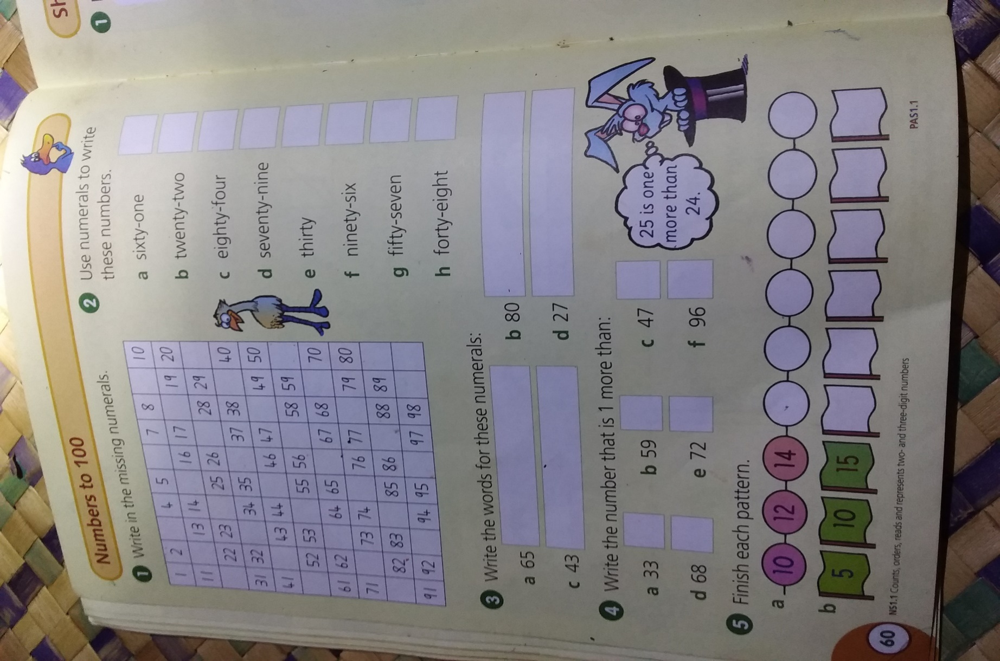 Numbers to 100
1 Write in the missing numerals.
1 2 4 5 7 8 10
11 13 14 16 17 19 20
22 23 25 26 28 29
31 32 34 35 37 38 40
41 43 44 46 47 49 50
52 53 55 56 58 59
61 62 64 65 67 68 70
71 73 74 76 77 79 80
82 83 85 86 88 89
91 92 94 95 97 98
2 Use numerals to write
these numbers.
a sixty-one
b twenty-two
c eighty-four
d seventy-nine
e thirty
f ninety-six
g fifty-seven
h forty-eight
3 Write the words for these numerals:
a 65 b 80
c 43 d 27
4 Write the number that is 1 more than:
a 33 b 59 c 47
d 68 e 72 f 96
25 is one
more than
24.
5 Finish each pattern.
a 10 12 14
b 5 10 15
60 NS1.1 Counts, orders, reads and represents two- and three-digit numbers PAS1.1
1